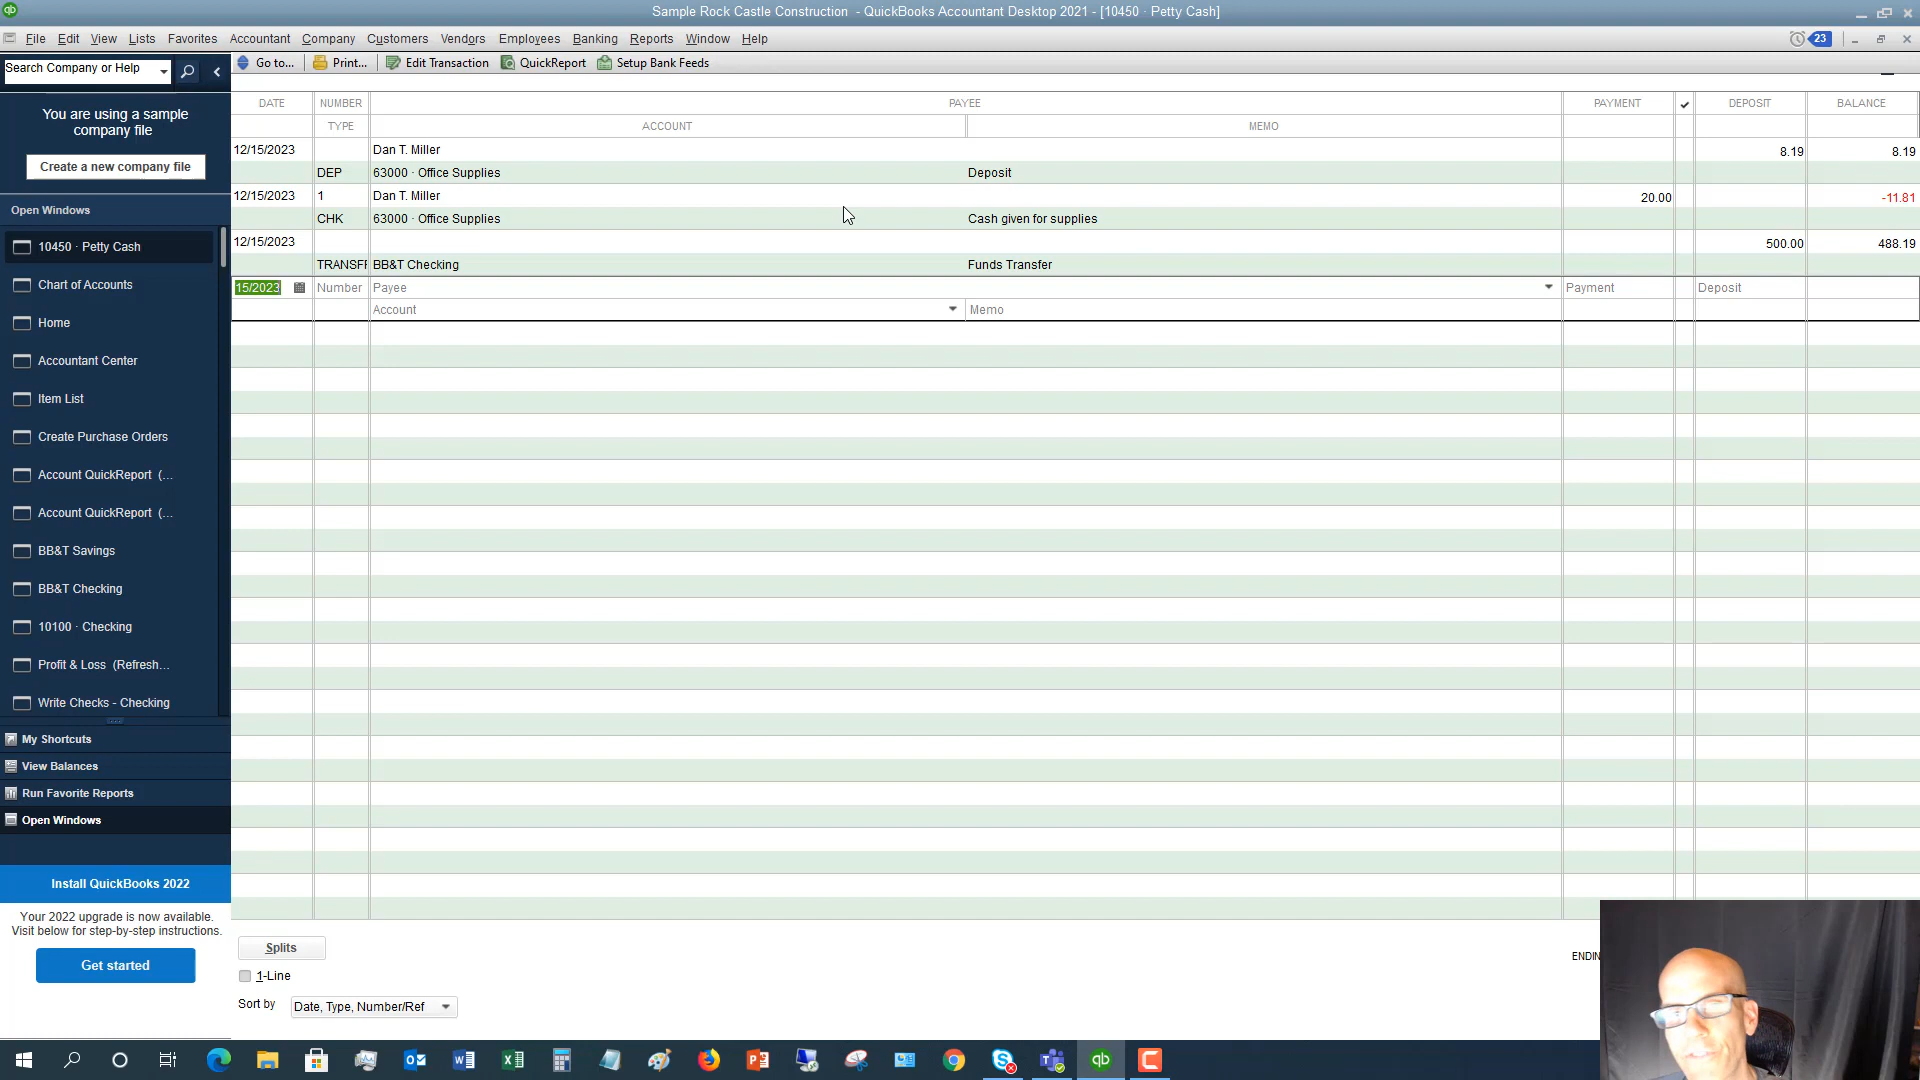 Sample Rock Castle Construction - QuickBooks Accountant Desktop 2021 - [10450 · Petty Cash]
File Edit View Lists Favorites Accountant Company Customers Vendors Employees Banking Reports Window Help 23
Search Company or Help
Go to... Print... Edit Transaction QuickReport Setup Bank Feeds
You are using a sample
company file
Create a new company file
Open Windows
10450 · Petty Cash
Chart of Accounts
Home
Accountant Center
Item List
Create Purchase Orders
Account QuickReport (...
Account QuickReport (...
BB&T Savings
BB&T Checking
10100 · Checking
Profit & Loss (Refresh...
Write Checks - Checking
My Shortcuts
View Balances
Run Favorite Reports
Open Windows
Install QuickBooks 2022
Your 2022 upgrade is now available.
Visit below for step-by-step instructions.
Get started
DATE NUMBER PAYEE PAYMENT ✓ DEPOSIT BALANCE
TYPE ACCOUNT MEMO
12/15/2023 Dan T. Miller 8.19 8.19
DEP 63000 · Office Supplies Deposit
12/15/2023 1 Dan T. Miller 20.00 -11.81
CHK 63000 · Office Supplies Cash given for supplies
12/15/2023 500.00 488.19
TRANSFR BB&T Checking Funds Transfer
15/2023 Number Payee Payment Deposit
Account Memo
Splits
1-Line
Sort by Date, Type, Number/Ref
ENDIN